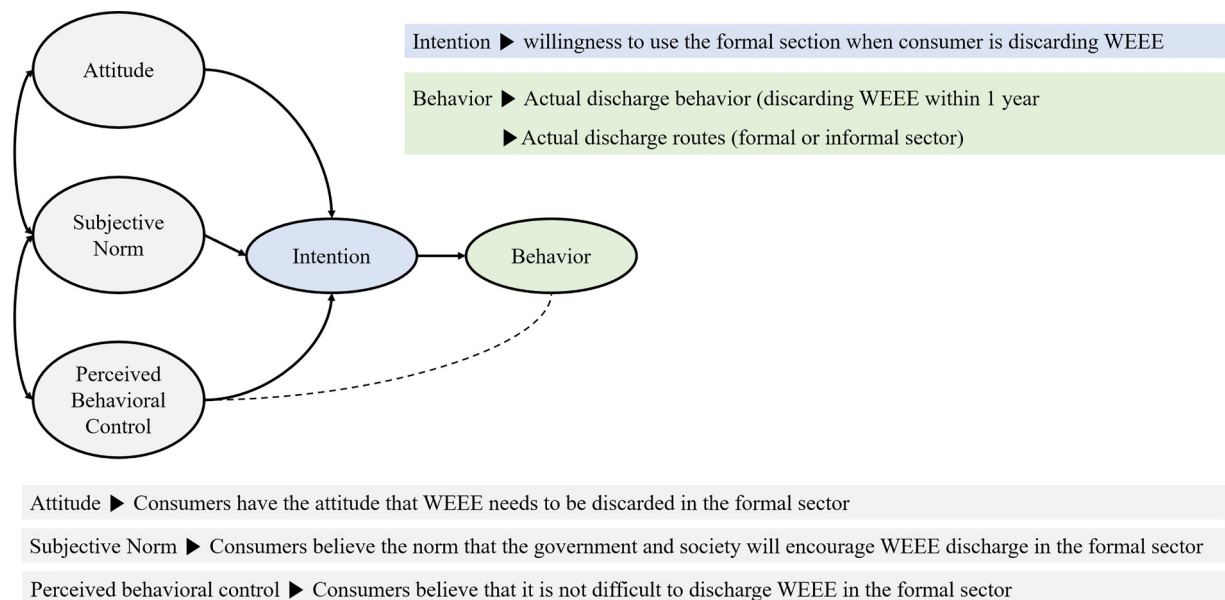 Attitude
Subjective
Norm
Perceived
Behavioral
Control
Intention
Behavior
Intention ▶ willingness to use the formal section when consumer is discarding WEEE
Behavior ▶ Actual discharge behavior (discarding WEEE within 1 year
▶ Actual discharge routes (formal or informal sector)
Attitude ▶ Consumers have the attitude that WEEE needs to be discarded in the formal sector
Subjective Norm ▶ Consumers believe the norm that the government and society will encourage WEEE discharge in the formal sector
Perceived behavioral control ▶ Consumers believe that it is not difficult to discharge WEEE in the formal sector